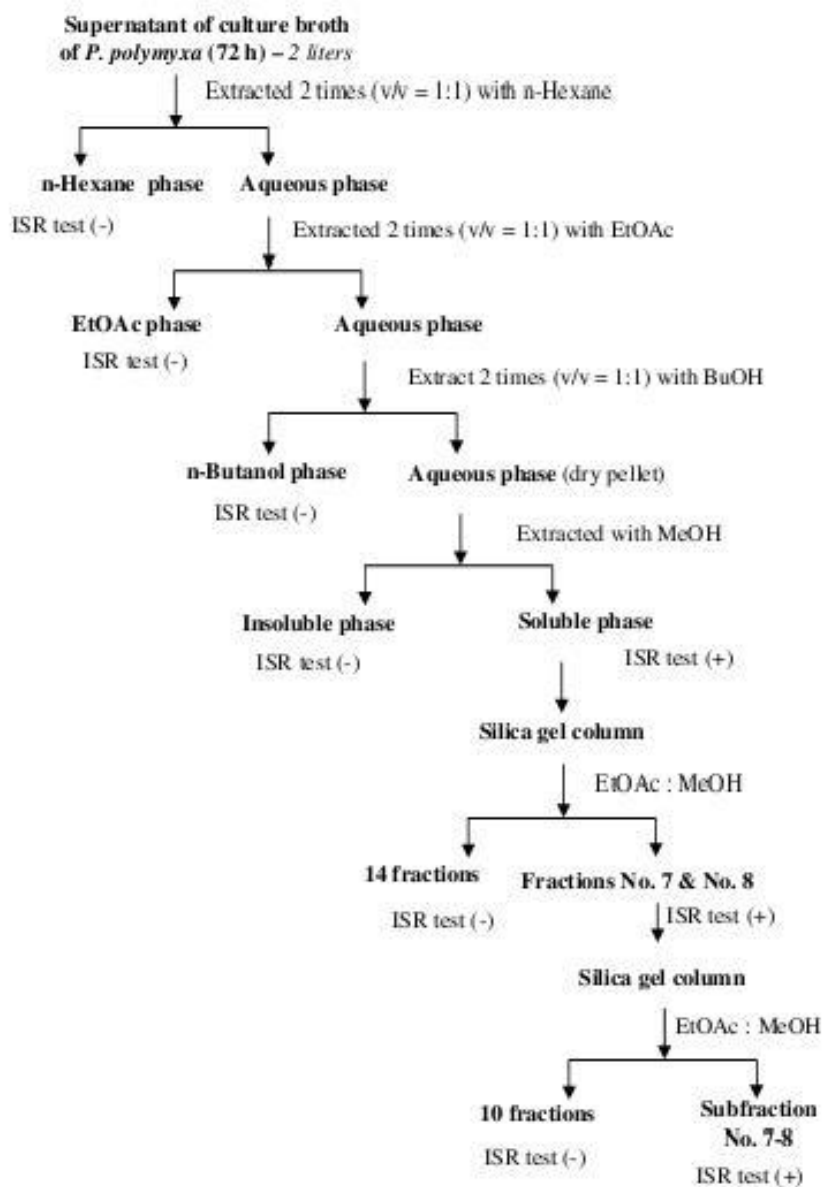 Supernatant of culture broth
of P. polymyxa (72 h) – 2 liters
Extracted 2 times (v/v = 1:1) with n-Hexane
n-Hexane phase
Aqueous phase
ISR test (-)
Extracted 2 times (v/v = 1:1) with EtOAc
EtOAc phase
Aqueous phase
ISR test (-)
Extract 2 times (v/v = 1:1) with BuOH
n-Butanol phase
Aqueous phase (dry pellet)
ISR test (-)
Extracted with MeOH
Insoluble phase
Soluble phase
ISR test (-)
ISR test (+)
Silica gel column
EtOAc : MeOH
14 fractions
Fractions No. 7 & No. 8
ISR test (-)
ISR test (+)
Silica gel column
EtOAc : MeOH
10 fractions
Subfraction
No. 7-8
ISR test (-)
ISR test (+)